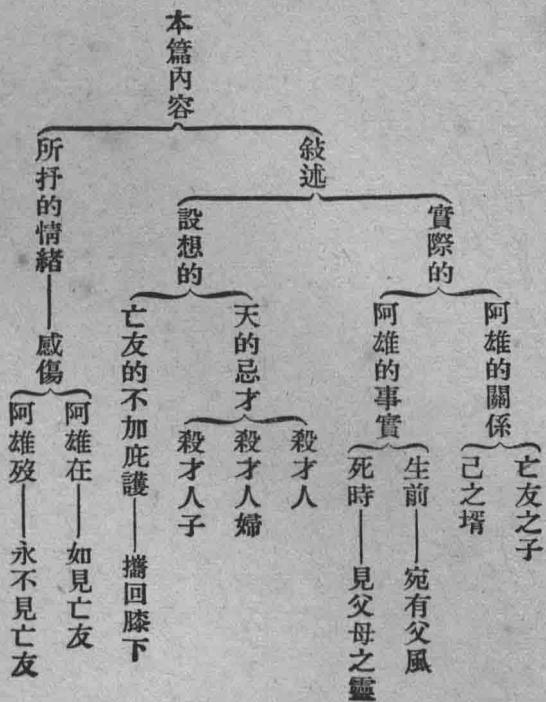 本篇內容
敍述
實際的
阿雄的關係
亡友之子
己之壻
阿雄的事實
生前——宛有父風
死時——見父母之靈
設想的
天的忌才
殺才人
殺才人婦
殺才人子
亡友的不加庇護——攜回膝下
所抒的情緒——感傷
阿雄在——如見亡友
阿雄歿——永不見亡友